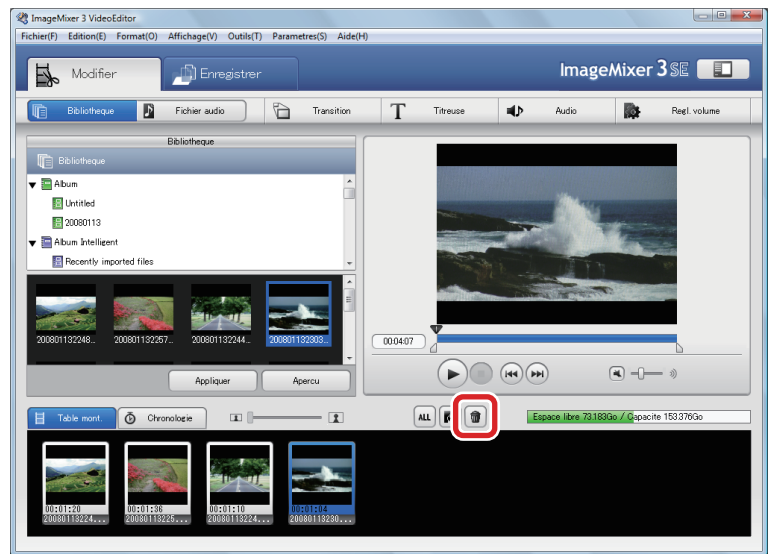 ImageMixer 3 VideoEditor
Fichier(F) Edition(E) Format(O) Affichage(V) Outils(T) Parametres(S) Aide(H)
Modifier
Enregistrer
ImageMixer 3 SE
Bibliotheque
Fichier audio
Transition
T
Titreuse
Audio
Regl. volume
Bibliotheque
Bibliotheque
Album
Untitled
20080113
Album Intelligent
Recently imported files
200801132248... 200801132257... 200801132244... 200801132303...
Appliquer
Apercu
00:04:07
Table mont.
Chronologie
ALL
Espace libre 73.183Go / Capacite 153.376Go
00:01:20 00:01:36 00:01:10 00:01:04
20080113224... 20080113225... 20080113224... 20080113230...